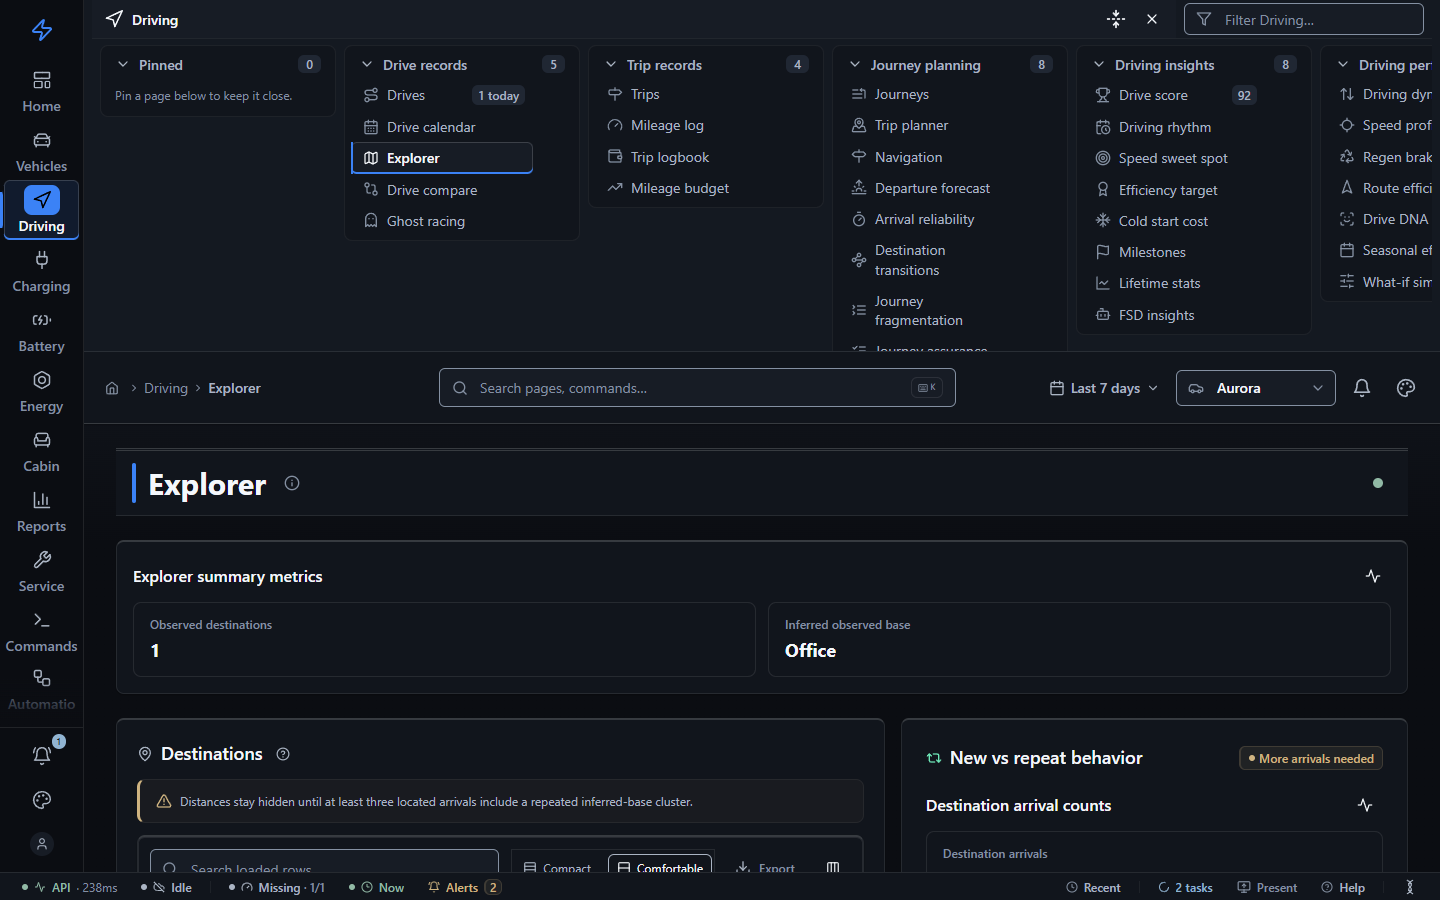 Home
Vehicles
Driving
Charging
Battery
Energy
Cabin
Reports
Service
Commands
Automatio
1
Driving
Filter Driving...
Pinned
0
Pin a page below to keep it close.
Drive records
5
Drives
1 today
Drive calendar
Explorer
Drive compare
Ghost racing
Trip records
4
Trips
Mileage log
Trip logbook
Mileage budget
Journey planning
8
Journeys
Trip planner
Navigation
Departure forecast
Arrival reliability
Destination
transitions
Journey
fragmentation
Journey assurance
Driving insights
8
Drive score
92
Driving rhythm
Speed sweet spot
Efficiency target
Cold start cost
Milestones
Lifetime stats
FSD insights
Driving per
Driving dyn
Speed prof
Regen brak
Route effici
Drive DNA
Seasonal ef
What-if sim
Driving
Explorer
Search pages, commands...
K
Last 7 days
Aurora
Explorer
Explorer summary metrics
Observed destinations
1
Inferred observed base
Office
Destinations
Distances stay hidden until at least three located arrivals include a repeated inferred-base cluster.
Search loaded rows
Compact
Comfortable
Export
New vs repeat behavior
More arrivals needed
Destination arrival counts
Destination arrivals
API · 238ms
Idle
Missing · 1/1
Now
Alerts
2
Recent
2 tasks
Present
Help